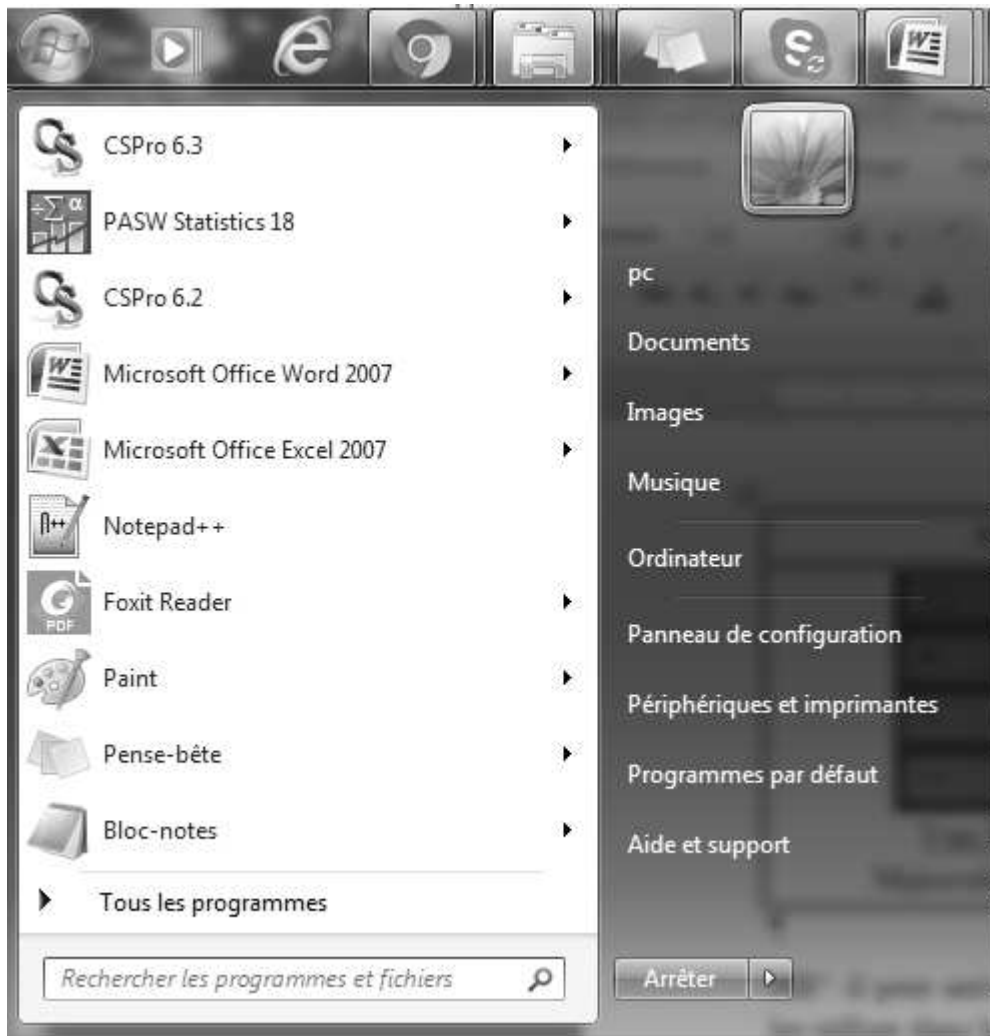 CSPro 6.3
PASW Statistics 18
CSPro 6.2
Microsoft Office Word 2007
Microsoft Office Excel 2007
Notepad++
Foxit Reader
PDF
Paint
Pense-bête
Bloc-notes
Tous les programmes
Rechercher les programmes et fichiers
pc
Documents
Images
Musique
Ordinateur
Panneau de configuration
Périphériques et imprimantes
Programmes par défaut
Aide et support
Arrêter